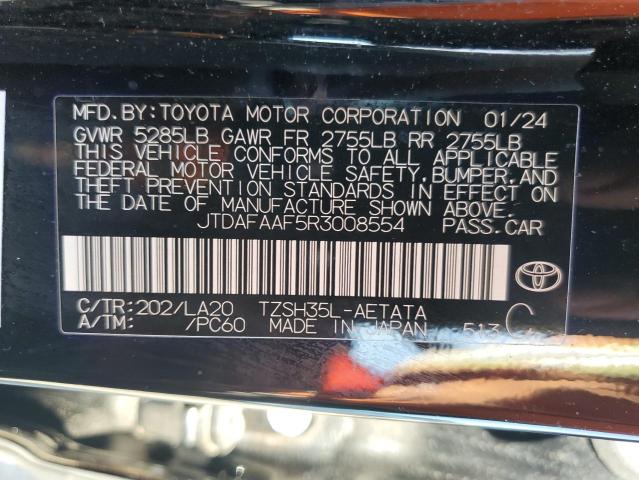 MFD.BY:TOYOTA MOTOR CORPORATION 01/24
GVWR 5285LB GAWR FR 2755LB RR 2755LB
THIS VEHICLE CONFORMS TO ALL APPLICABLE
FEDERAL MOTOR VEHICLE SAFETY,BUMPER,AND
THEFT PREVENTION STANDARDS IN EFFECT ON
THE DATE OF MANUFACTURE SHOWN ABOVE.
JTDAFAAF5R3008554 PASS.CAR
C/TR:202/LA20 TZSH35L-AETATA
A/TM: /PC60 MADE IN JAPAN 513 C